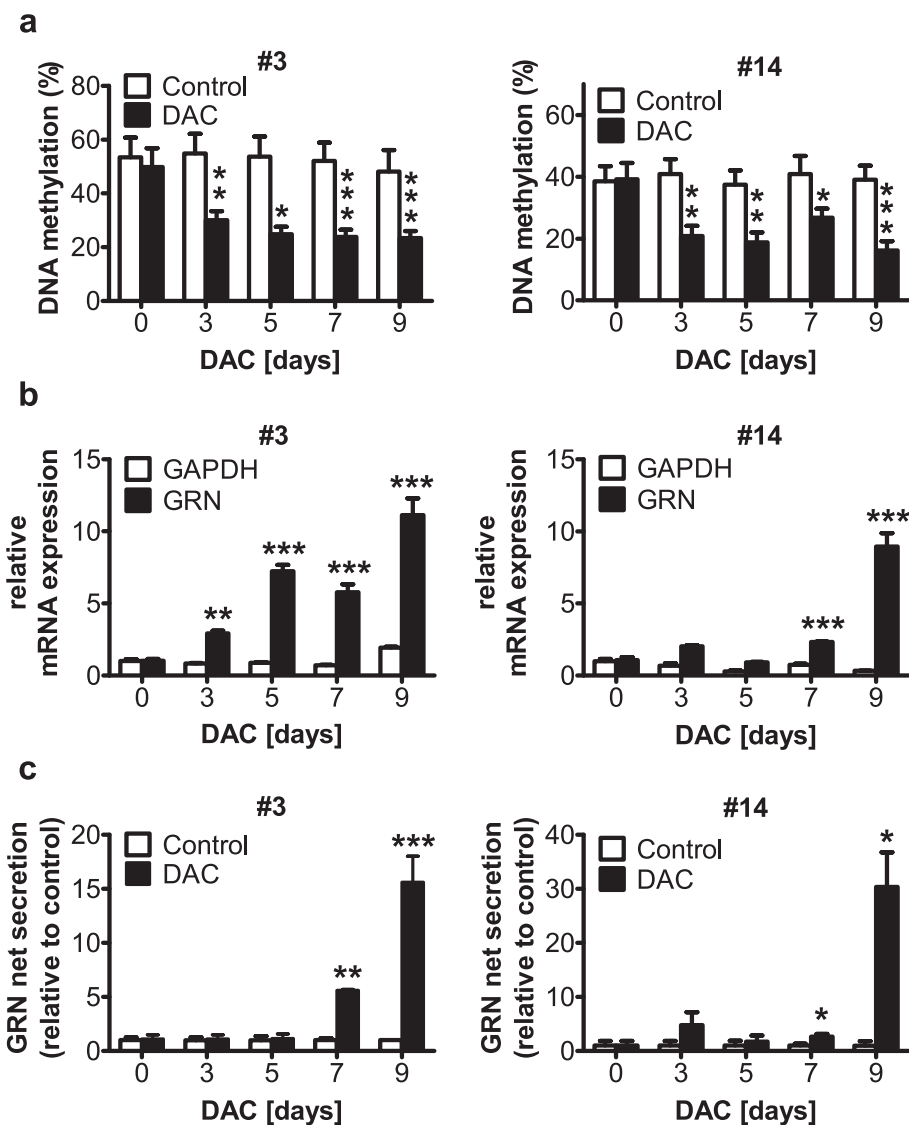 a
#3
Control
DAC
DNA methylation (%)
80
60
40
20
0
** * *** ***
0 3 5 7 9
DAC [days]
#14
Control
DAC
DNA methylation (%)
60
40
20
0
** ** * ***
0 3 5 7 9
DAC [days]
b
#3
GAPDH
GRN
relative
mRNA expression
15
10
5
0
** *** *** ***
0 3 5 7 9
DAC [days]
#14
GAPDH
GRN
relative
mRNA expression
15
10
5
0
*** ***
0 3 5 7 9
DAC [days]
c
#3
Control
DAC
GRN net secretion
(relative to control)
20
15
10
5
0
** ***
0 3 5 7 9
DAC [days]
#14
Control
DAC
GRN net secretion
(relative to control)
40
30
20
10
0
* *
0 3 5 7 9
DAC [days]